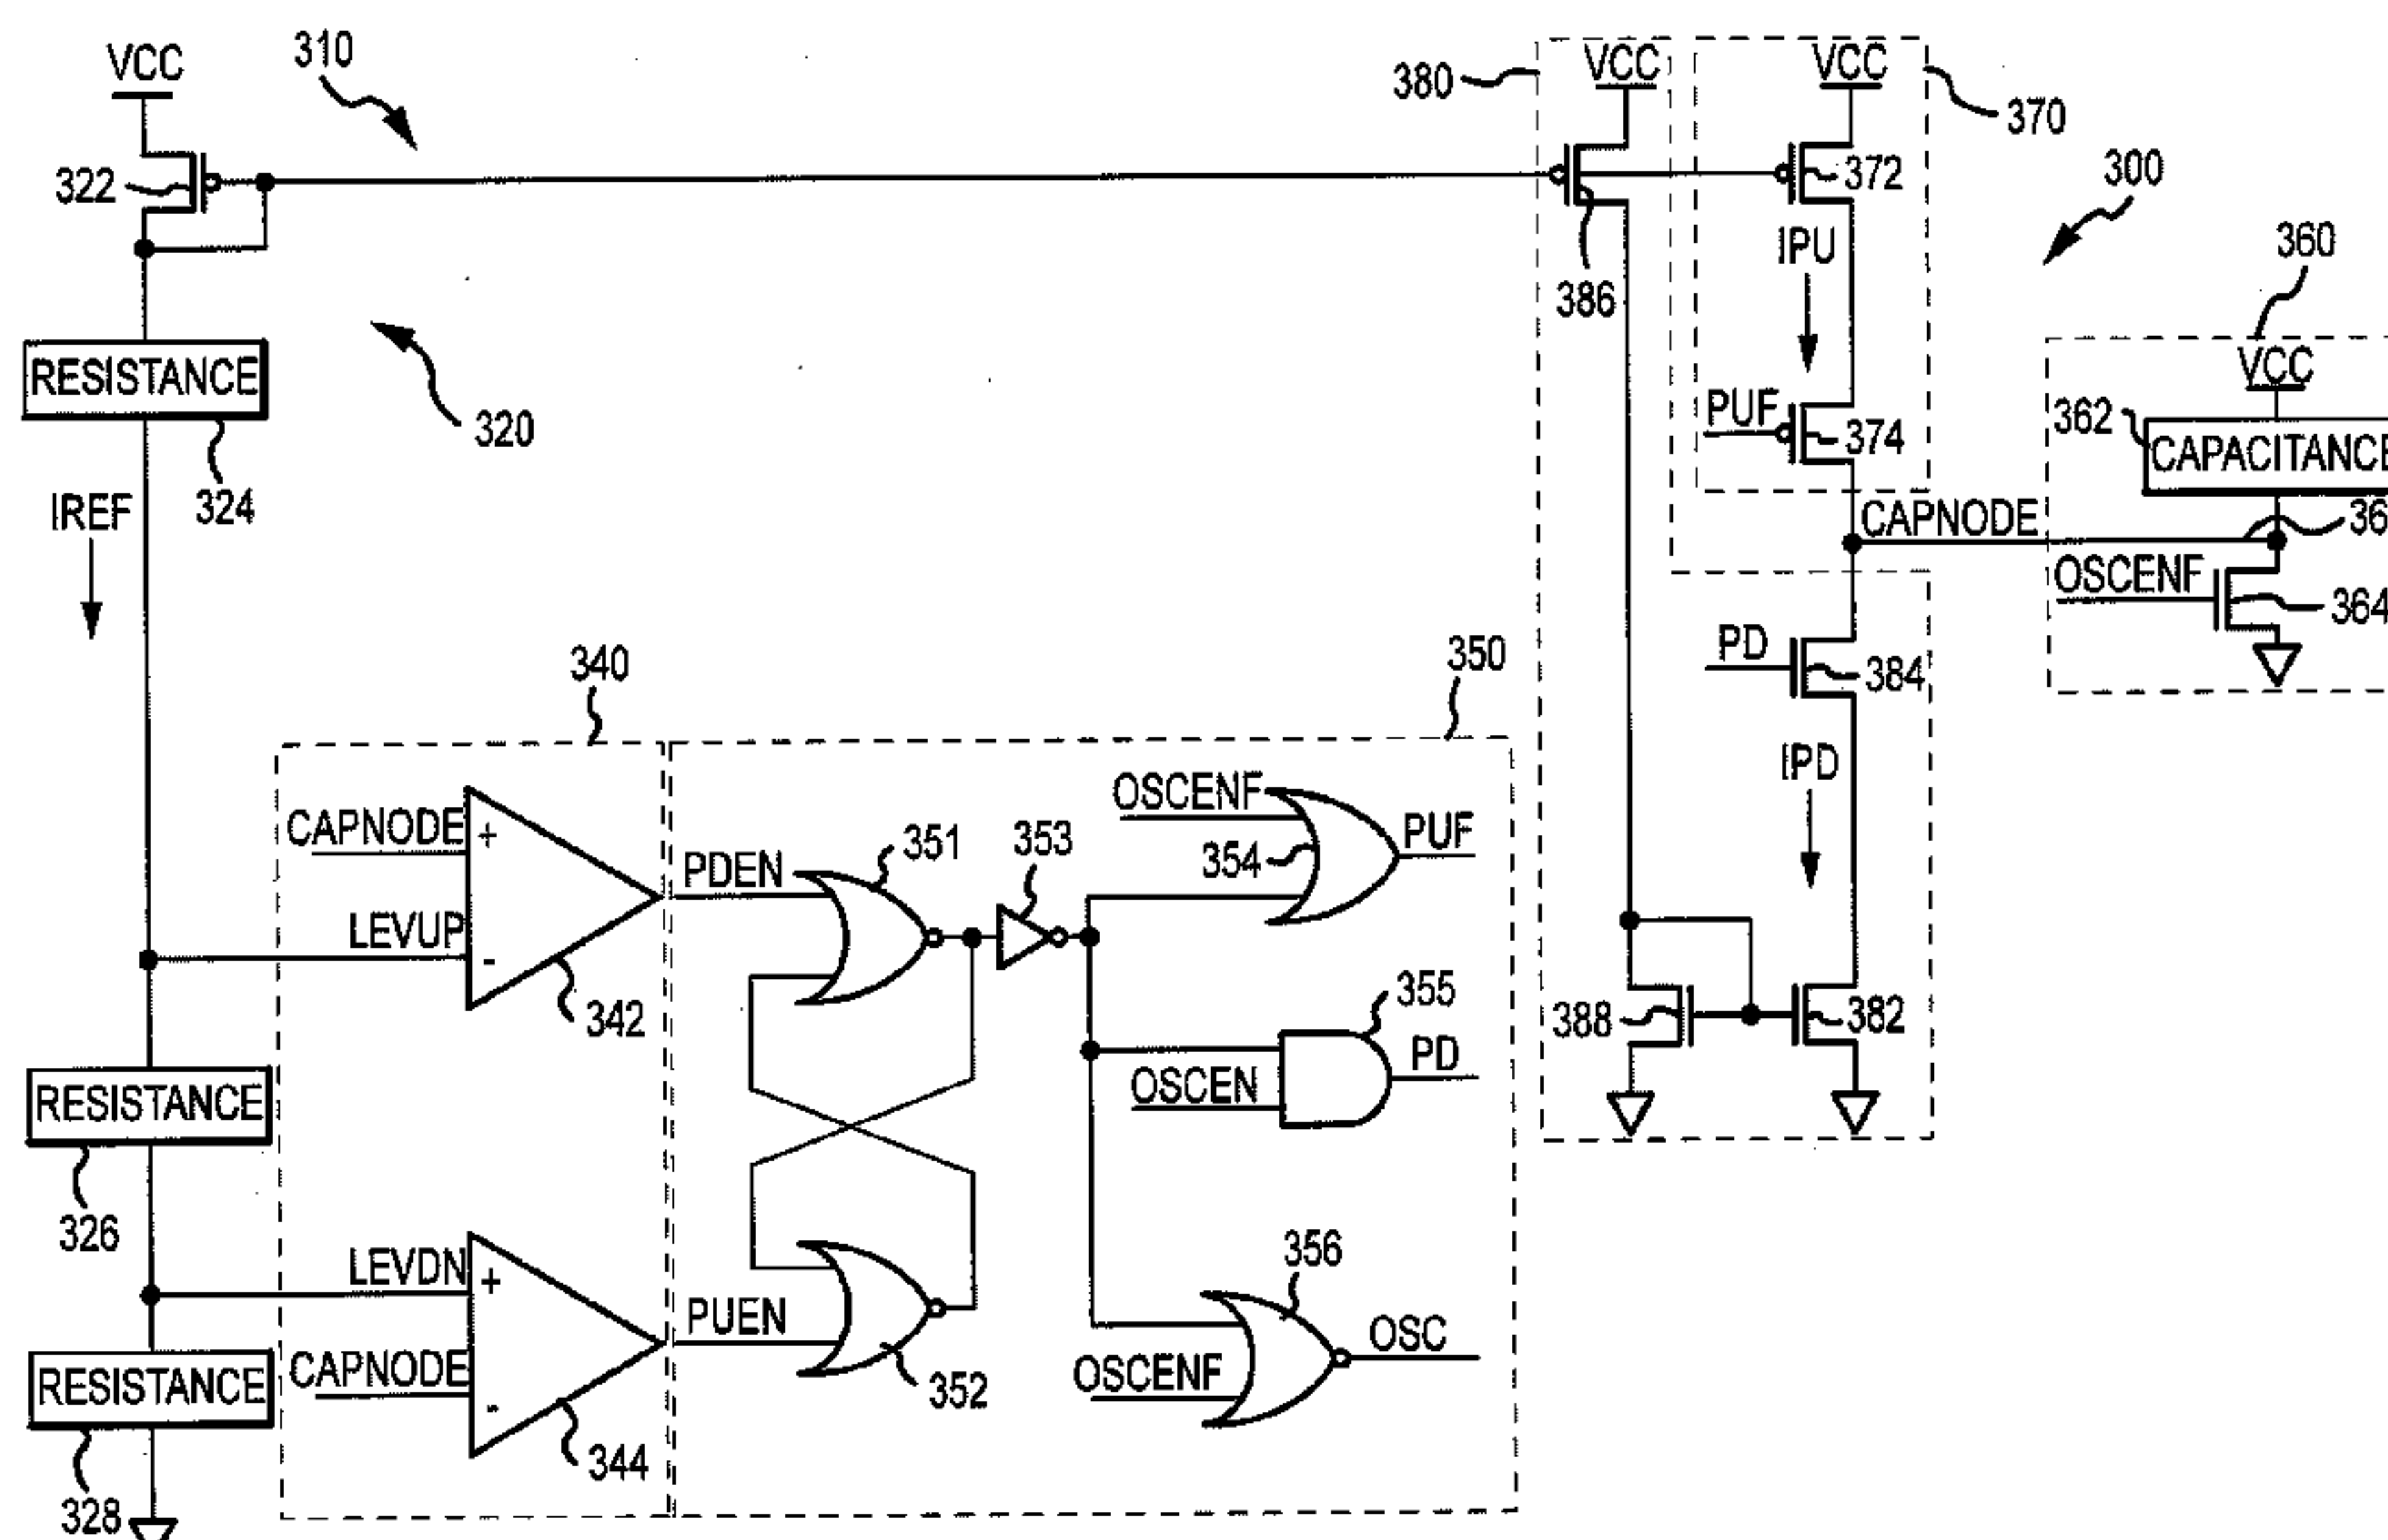 310
VCC
322
RESISTANCE
324
320
IREF
380
VCC
VCC
370
372
386
IPU
300
PUF
374
360
VCC
362
CAPACITANCE
CAPNODE
36
OSCENF
364
PD
384
IPD
388
382
340
350
CAPNODE
+
LEVUP
-
342
PDEN
351
353
OSCENF
354
PUF
355
OSCEN
PD
RESISTANCE
326
LEVDN
+
CAPNODE
-
344
PUEN
352
356
OSCENF
OSC
RESISTANCE
328